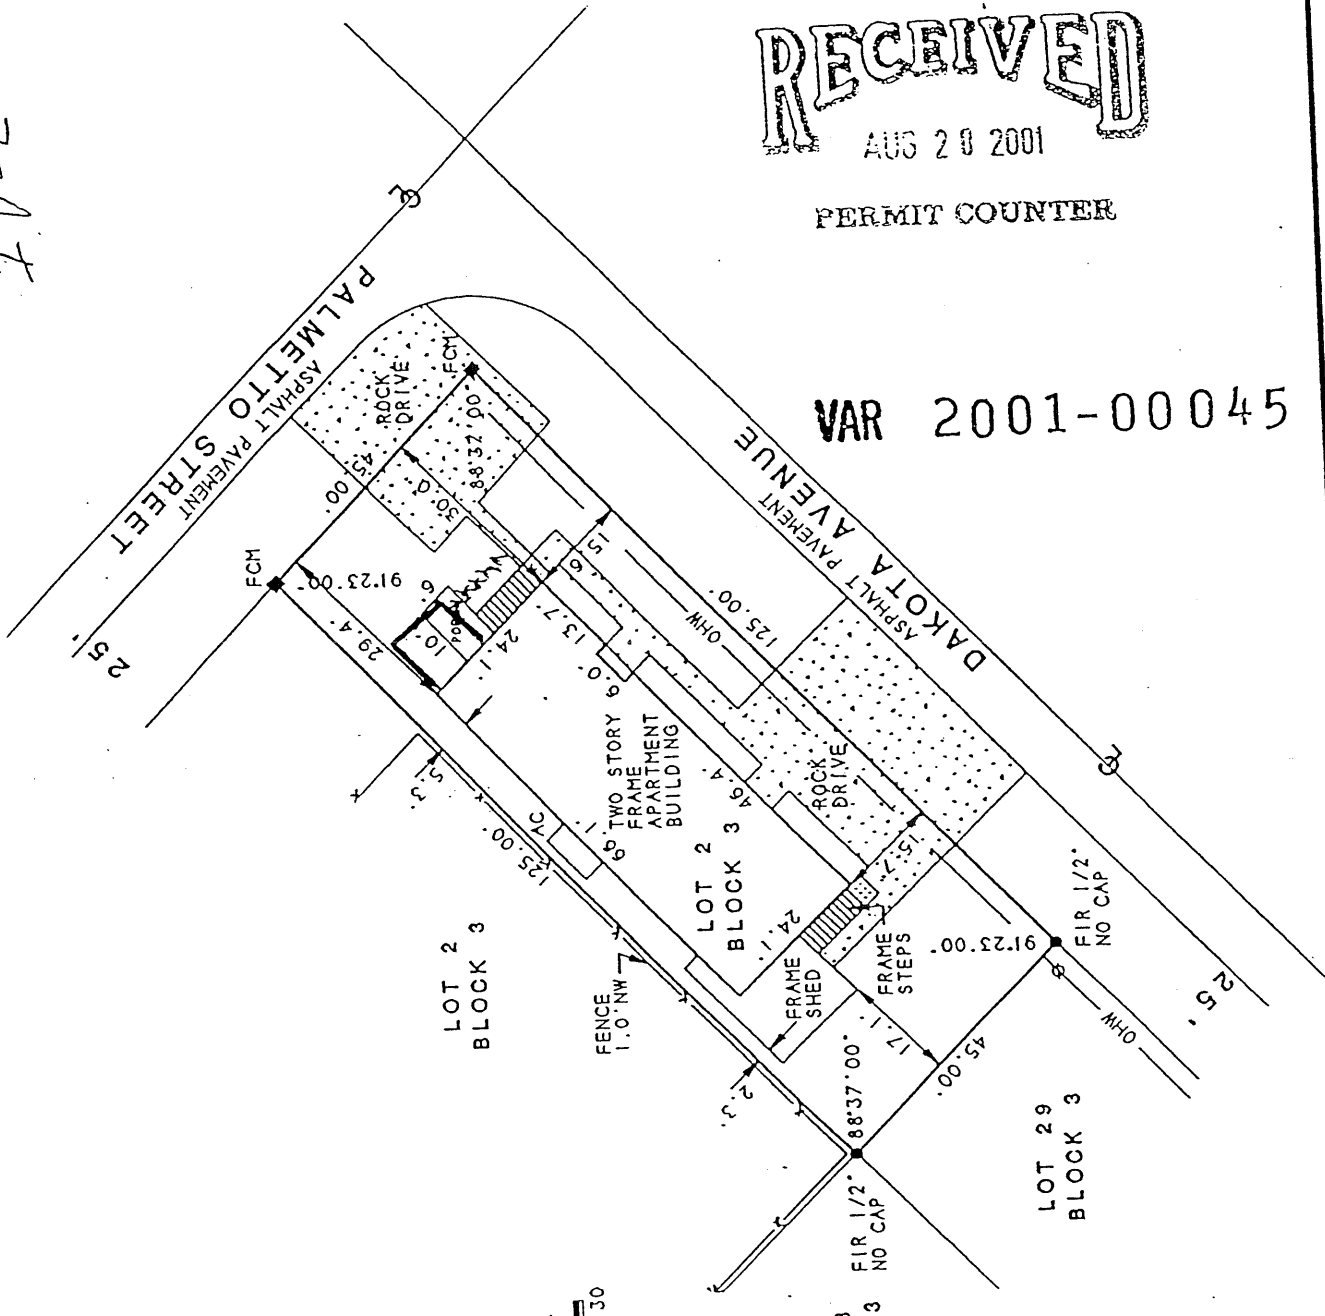 RECEIVED
AUG 20 2001
PERMIT COUNTER
VAR 2001-00045
PALMETTO STREET
ASPHALT PAVEMENT
25'
DAKOTA AVENUE
ASPHALT PAVEMENT
25'
ROCK
DRIVE
FCM
FCM
45.00'
88°37'00"
91°23'00"
30'-0"
29.4'
6'
10'
24.1'
13.7'
15'
OHW
125.00'
6.0'
TWO STORY
FRAME
APARTMENT
BUILDING
46.4'
ROCK
DRIVE
5.3'
AC
125.00'
LOT 2
BLOCK 3
LOT 2
BLOCK 3
FENCE
1.0'NW
24.1'
15.7'
FRAME
SHED
FRAME
STEPS
91°23'00"
FIR 1/2"
NO CAP
17.1'
45.00'
2.3'
88°37'00"
FIR 1/2"
NO CAP
OHW
LOT 29
BLOCK 3
30
3